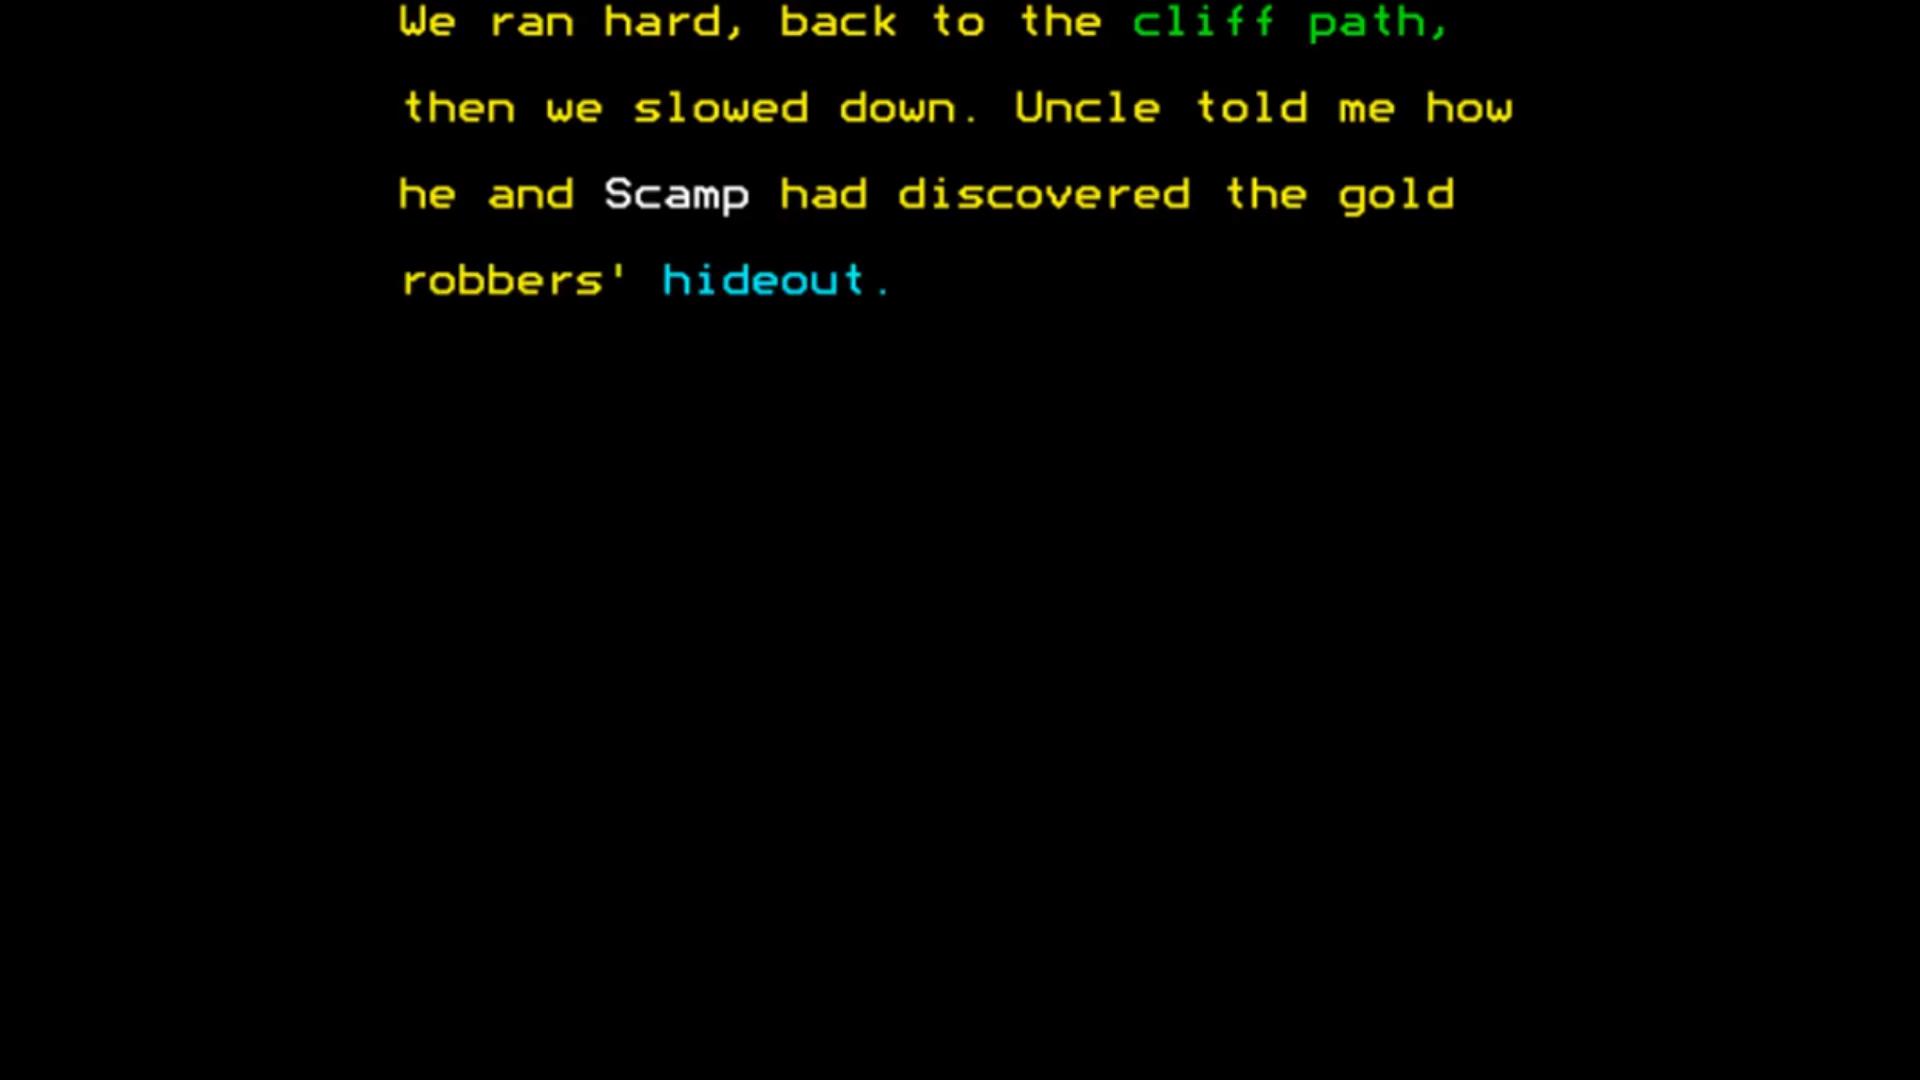 We ran hard, back to the cliff path,
then we slowed down. Uncle told me how
he and Scamp had discovered the gold
robbers' hideout.